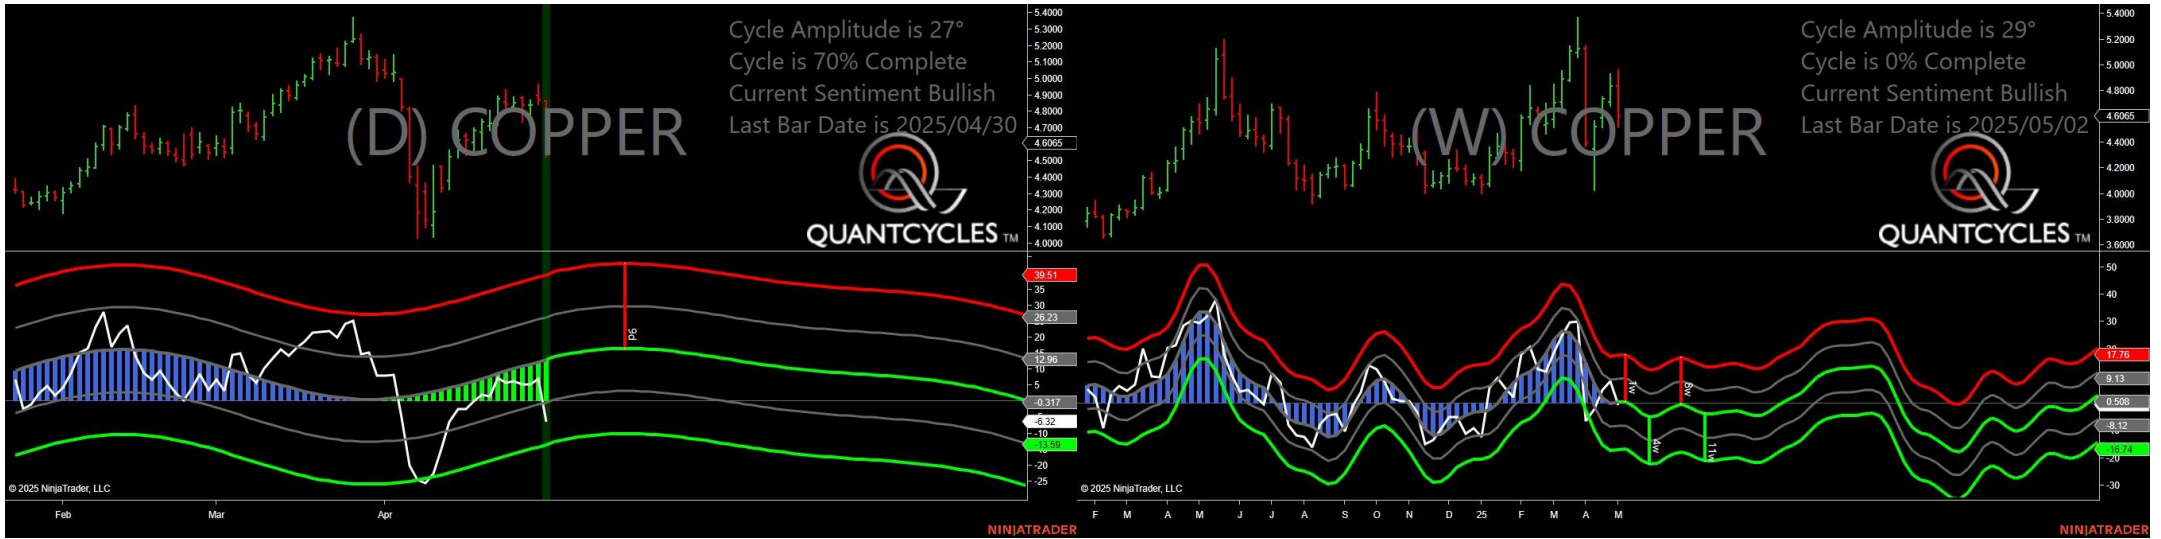 Cycle Amplitude is 27°
Cycle is 70% Complete
Current Sentiment Bullish
Last Bar Date is 2025/04/30
(D) COPPER
QUANTCYCLES TM
5.4000
5.2000
5.1000
5.0000
4.9000
4.8000
4.7000
4.6065
4.5000
4.4000
4.3000
4.2000
4.1000
4.0000
39.51
35
30
26.23
20
12.96
10
5
-0.317
-6.32
-10
-13.59
-20
-25
9d
© 2025 NinjaTrader, LLC
Feb Mar Apr
NINJATRADER
Cycle Amplitude is 29°
Cycle is 0% Complete
Current Sentiment Bullish
Last Bar Date is 2025/05/02
(W) COPPER
QUANTCYCLES TM
5.4000
5.2000
5.0000
4.8000
4.6065
4.4000
4.2000
4.0000
3.8000
3.6000
50
40
30
17.76
9.13
0.508
-8.12
-16.74
-20
-30
1w
8w
4w
11w
© 2025 NinjaTrader, LLC
F M A M J J A S O N D 25 F M A M
NINJATRADER